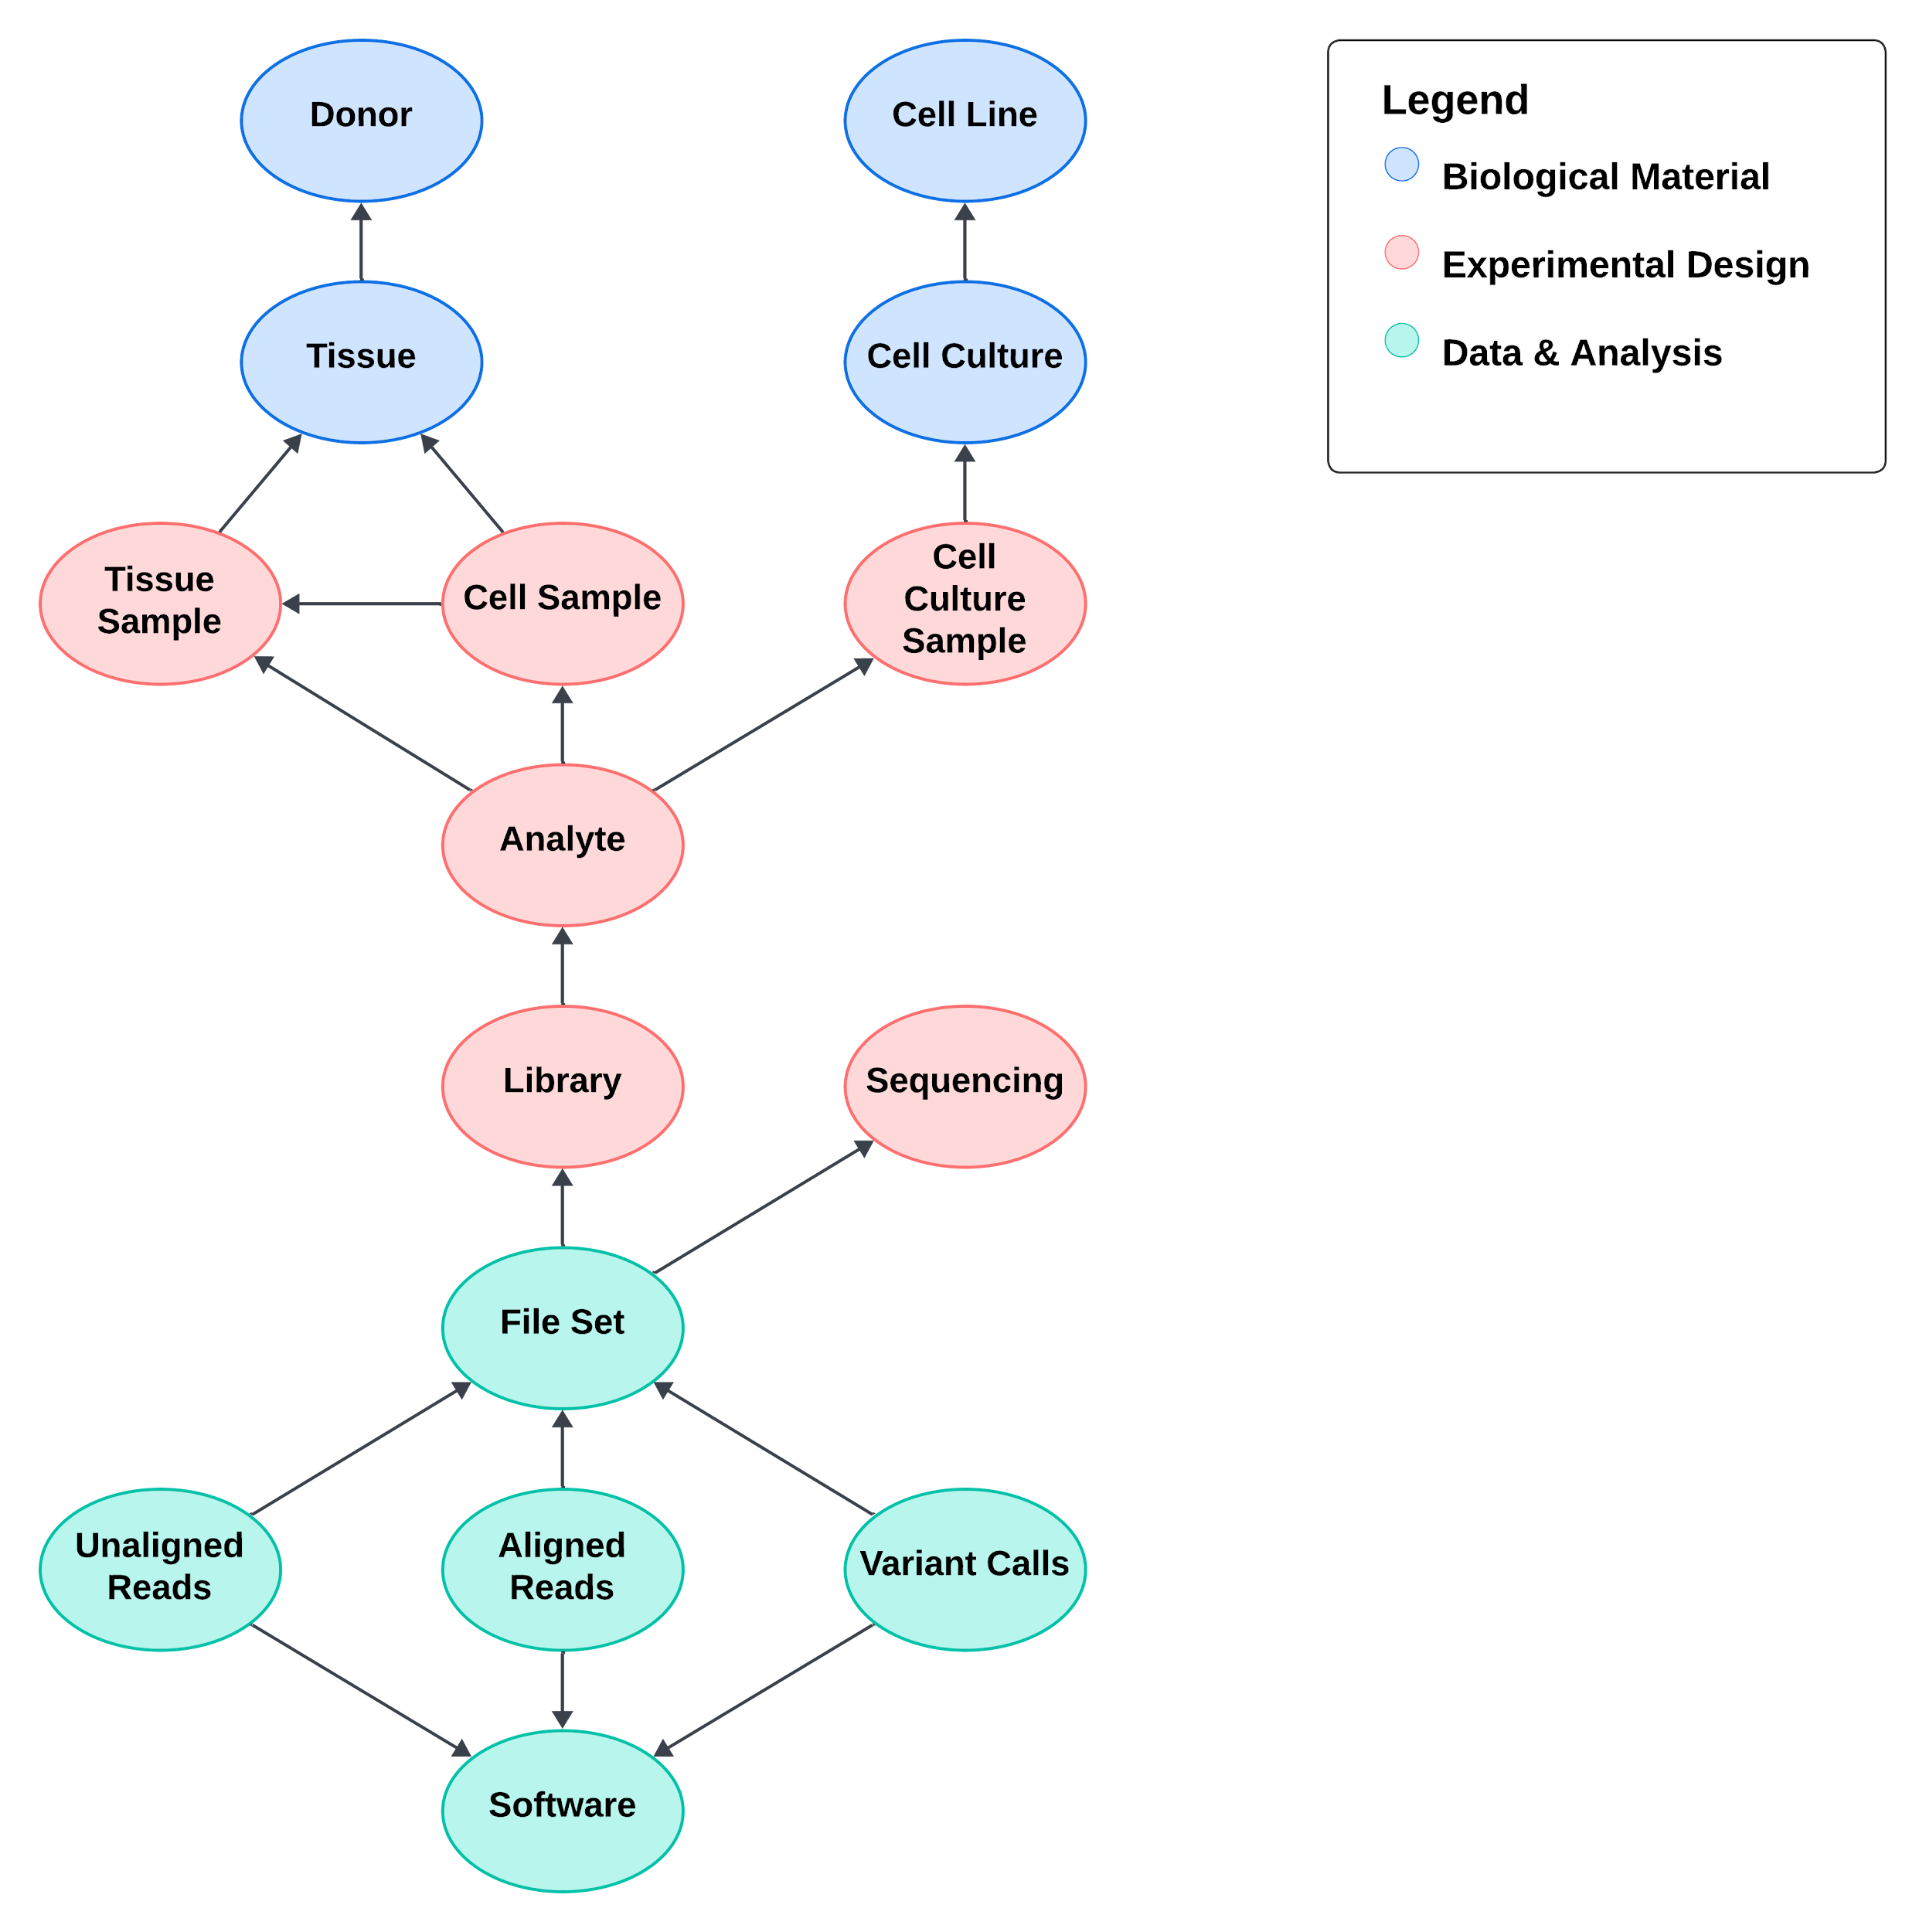 Donor
Cell Line
Legend
Biological Material
Experimental Design
Data & Analysis
Tissue
Cell Culture
Tissue
Sample
Cell Sample
Cell
Culture
Sample
Analyte
Library
Sequencing
File Set
Unaligned
Reads
Aligned
Reads
Variant Calls
Software